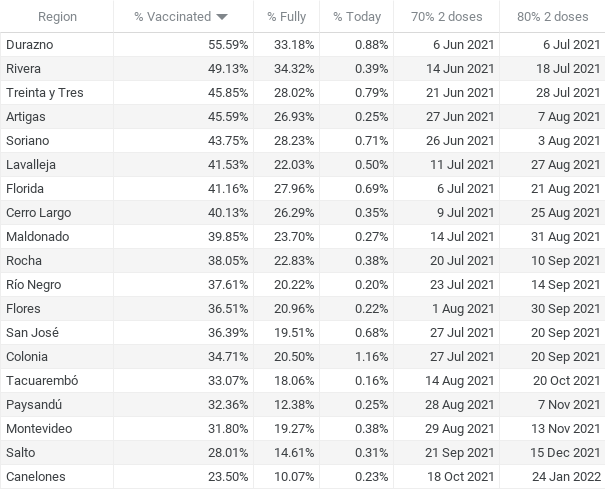 Region % Vaccinated % Fully % Today 70% 2 doses 80% 2 doses
Durazno 55.59% 33.18% 0.88% 6 Jun 2021 6 Jul 2021
Rivera 49.13% 34.32% 0.39% 14 Jun 2021 18 Jul 2021
Treinta y Tres 45.85% 28.02% 0.79% 21 Jun 2021 28 Jul 2021
Artigas 45.59% 26.93% 0.25% 27 Jun 2021 7 Aug 2021
Soriano 43.75% 28.23% 0.71% 26 Jun 2021 3 Aug 2021
Lavalleja 41.53% 22.03% 0.50% 11 Jul 2021 27 Aug 2021
Florida 41.16% 27.96% 0.69% 6 Jul 2021 21 Aug 2021
Cerro Largo 40.13% 26.29% 0.35% 9 Jul 2021 25 Aug 2021
Maldonado 39.85% 23.70% 0.27% 14 Jul 2021 31 Aug 2021
Rocha 38.05% 22.83% 0.38% 20 Jul 2021 10 Sep 2021
Río Negro 37.61% 20.22% 0.20% 23 Jul 2021 14 Sep 2021
Flores 36.51% 20.96% 0.22% 1 Aug 2021 30 Sep 2021
San José 36.39% 19.51% 0.68% 27 Jul 2021 20 Sep 2021
Colonia 34.71% 20.50% 1.16% 27 Jul 2021 20 Sep 2021
Tacuarembó 33.07% 18.06% 0.16% 14 Aug 2021 20 Oct 2021
Paysandú 32.36% 12.38% 0.25% 28 Aug 2021 7 Nov 2021
Montevideo 31.80% 19.27% 0.38% 29 Aug 2021 13 Nov 2021
Salto 28.01% 14.61% 0.31% 21 Sep 2021 15 Dec 2021
Canelones 23.50% 10.07% 0.23% 18 Oct 2021 24 Jan 2022